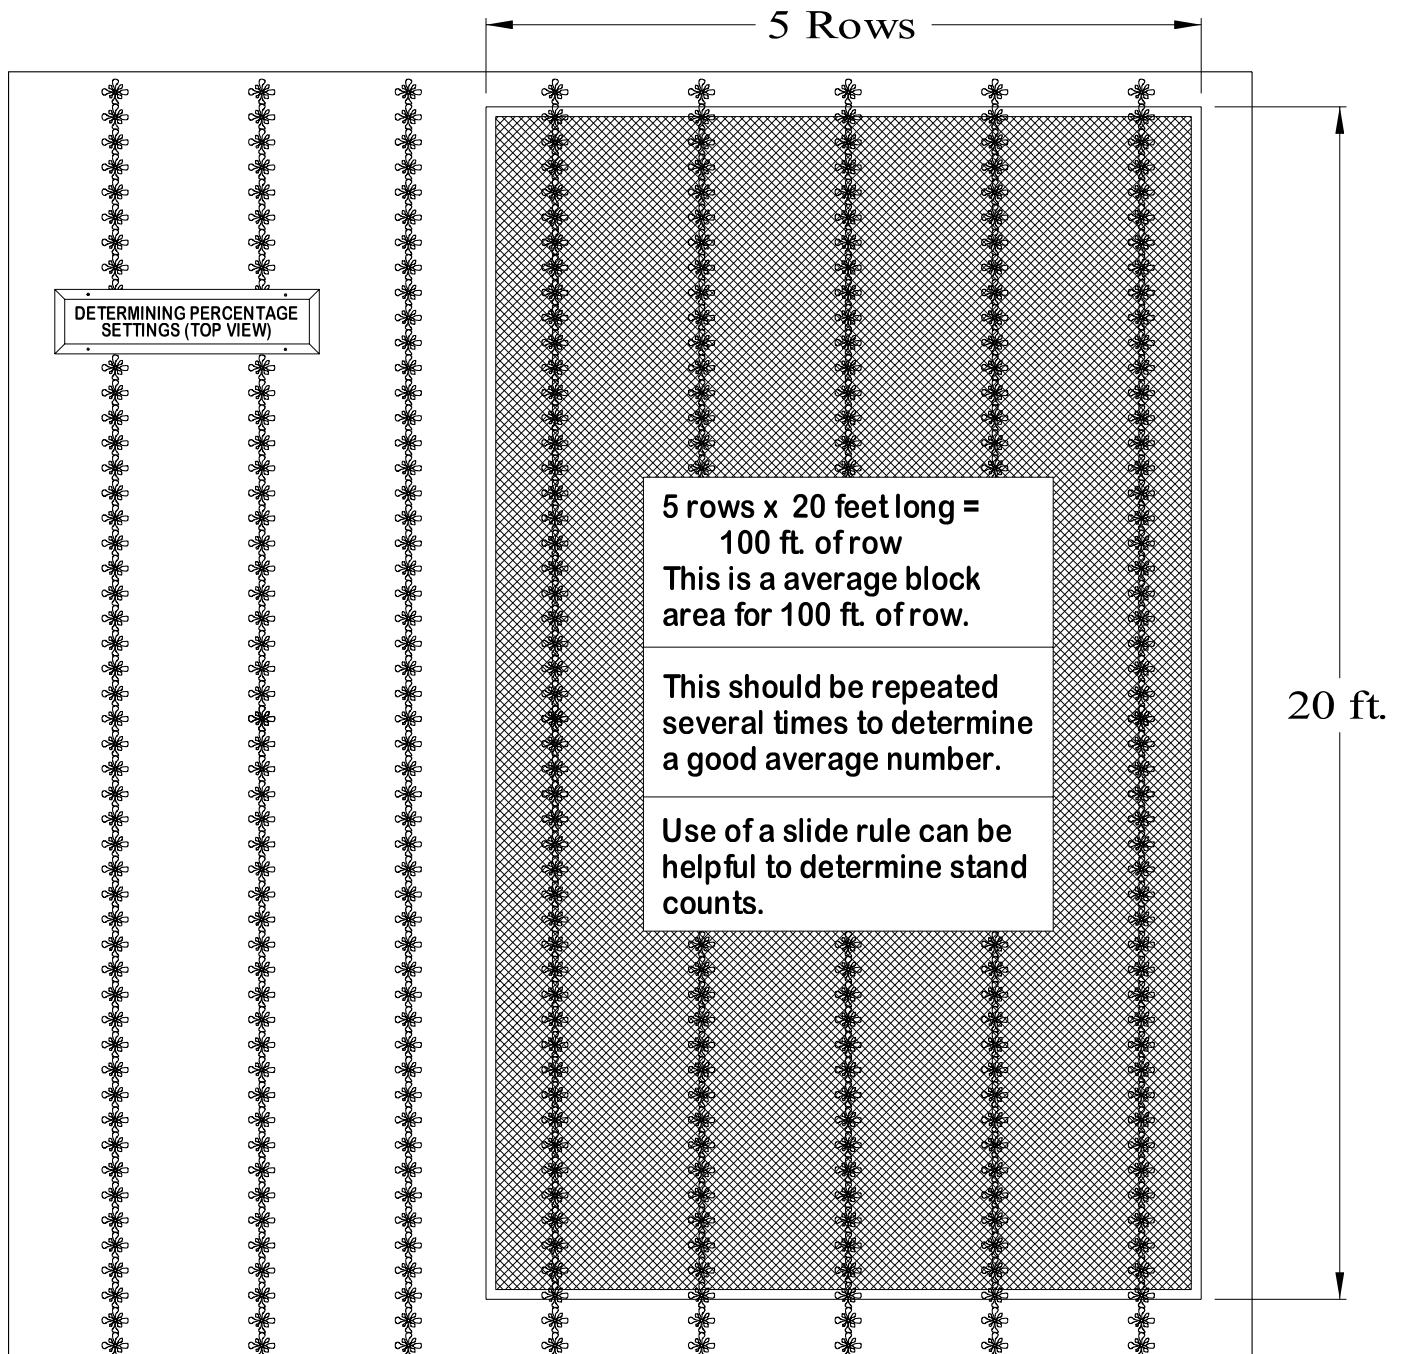 5 Rows
DETERMINING PERCENTAGE
SETTINGS (TOP VIEW)
5 rows x 20 feet long =
100 ft. of row
This is a average block
area for 100 ft. of row.
This should be repeated
several times to determine
a good average number.
Use of a slide rule can be
helpful to determine stand
counts.
20 ft.